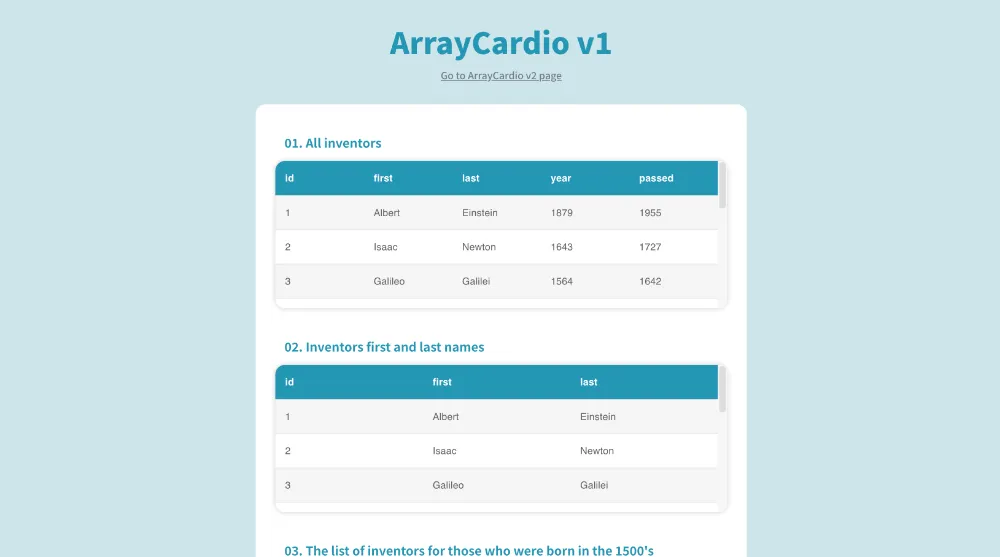 ArrayCardio v1
Go to ArrayCardio v2 page
01. All inventors
id first last year passed
1 Albert Einstein 1879 1955
2 Isaac Newton 1643 1727
3 Galileo Galilei 1564 1642
02. Inventors first and last names
id first last
1 Albert Einstein
2 Isaac Newton
3 Galileo Galilei
03. The list of inventors for those who were born in the 1500's